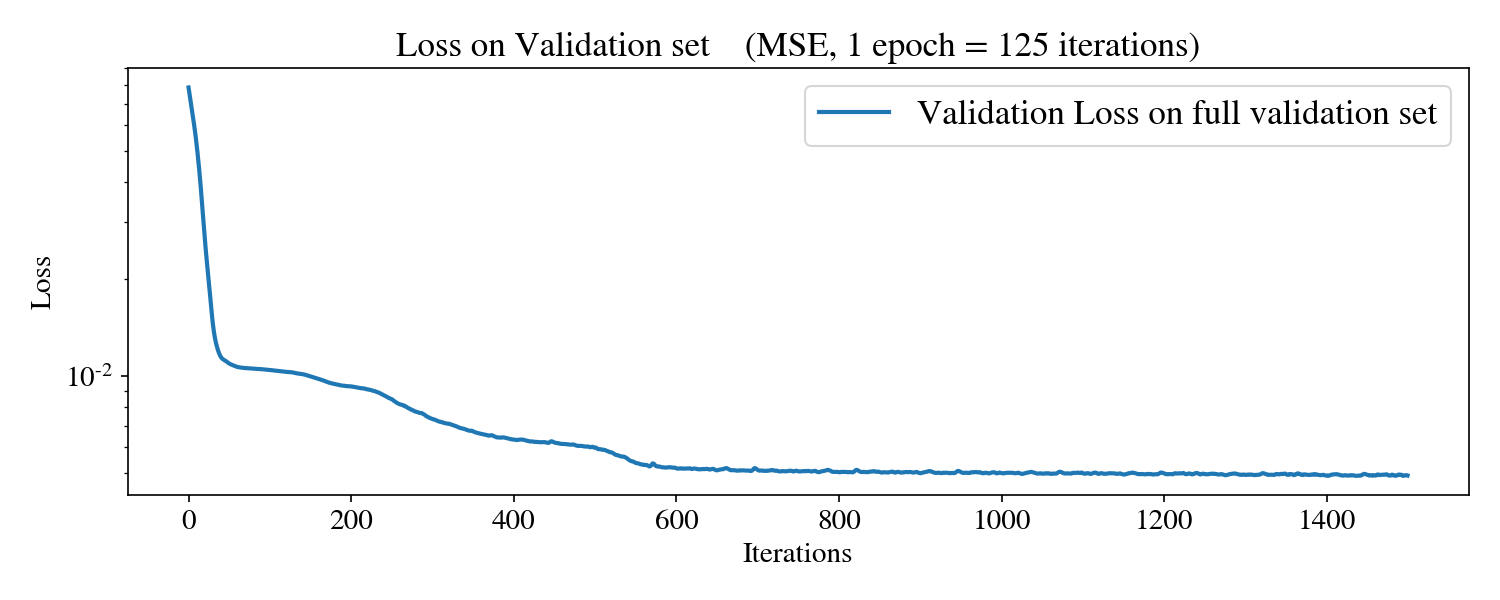 Loss on Validation set (MSE, 1 epoch = 125 iterations)
Validation Loss on full validation set
Loss
10-2
0 200 400 600 800 1000 1200 1400
Iterations